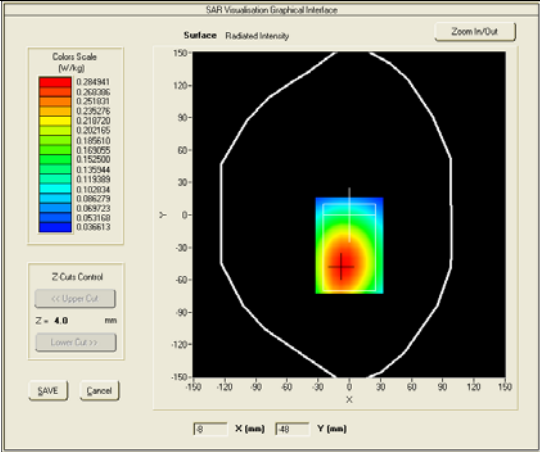 SAR Visualisation Graphical Interface
Surface Radiated Intensity
Zoom In/Out
Colors Scale
(W/kg)
0.284941
0.268386
0.251831
0.235276
0.218720
0.202165
0.185610
0.169055
0.152500
0.135944
0.119389
0.102834
0.086279
0.069723
0.053168
0.036613
Z-Cuts Control
<< Upper Cut
Z = 4.0 mm
Lower Cut >>
SAVE Cancel
150-
120-
90-
60-
30-
0-
-30-
-60-
-90-
-120-
-150-
Y
-150 -120 -90 -60 -30 0 30 60 90 120 150
X
-8 X (mm) -48 Y (mm)